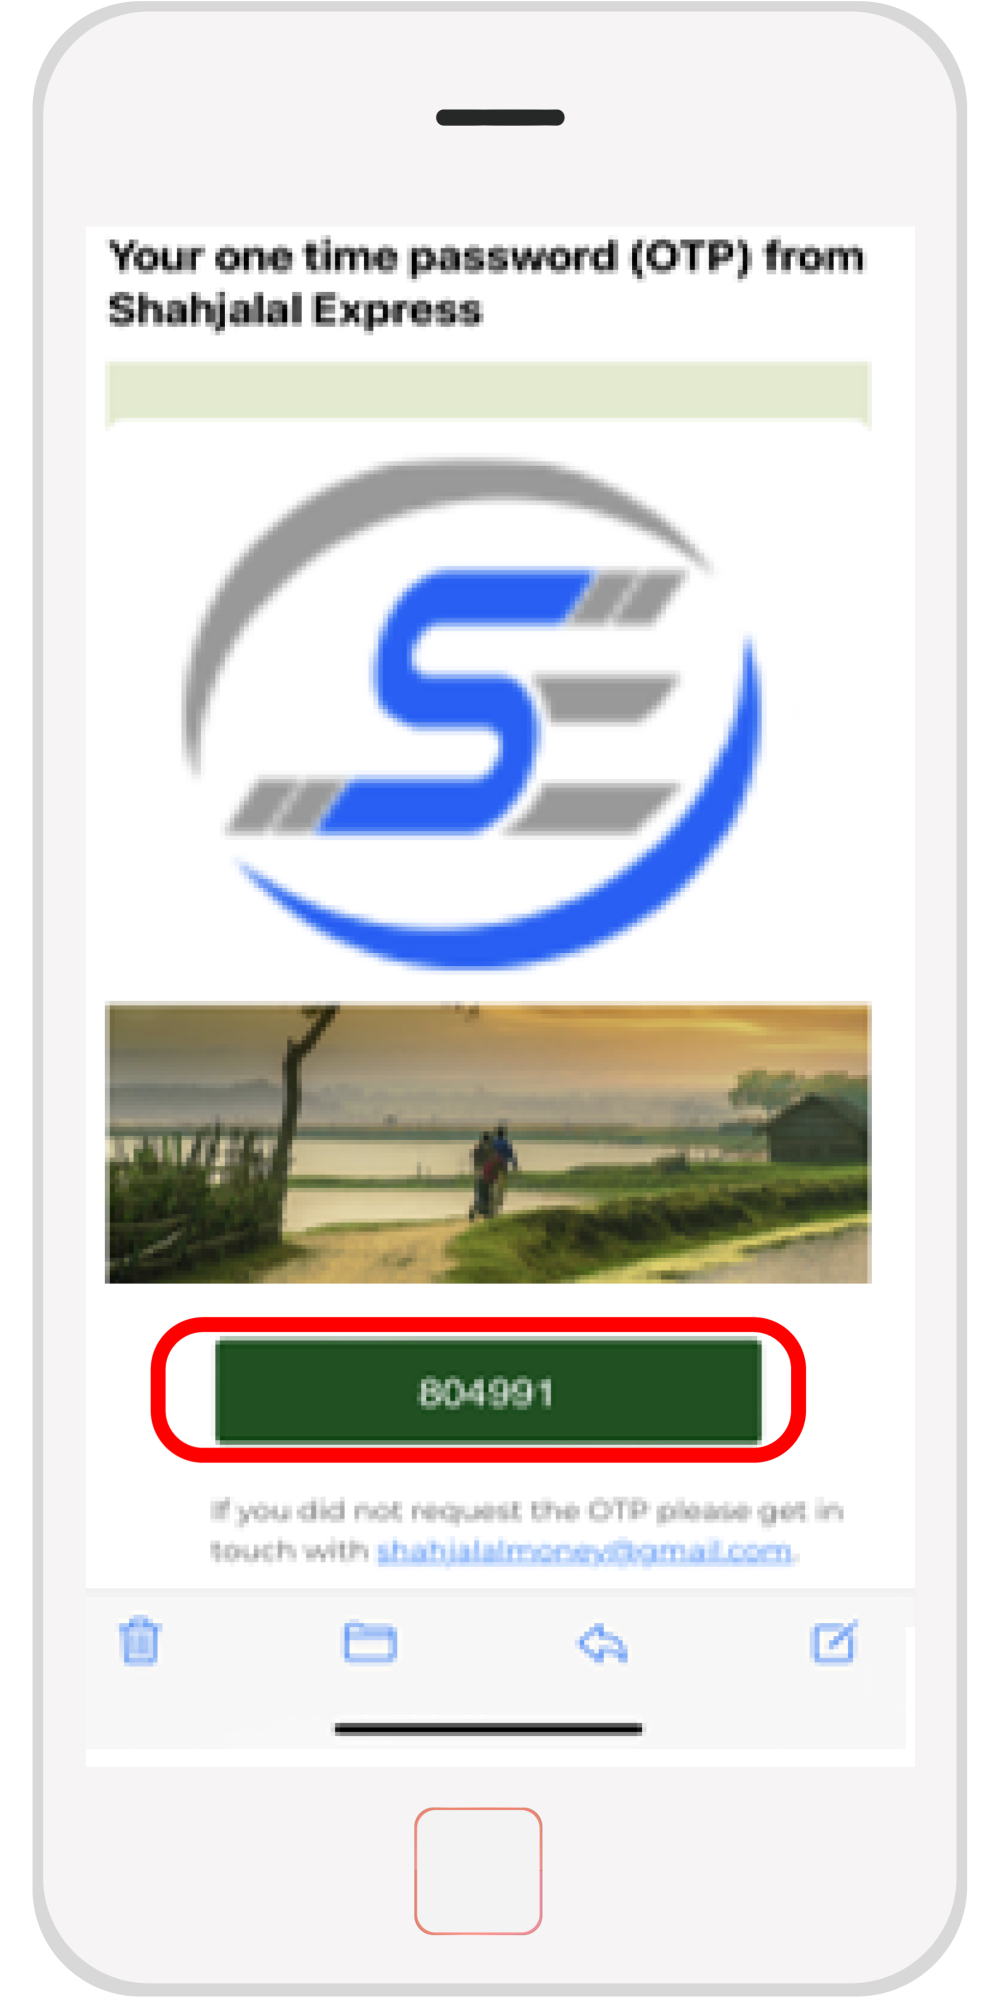 Your one time password (OTP) from
Shahjalal Express
SE
804991
If you did not request the OTP please get in
touch with shahjalalmoney@gmail.com.